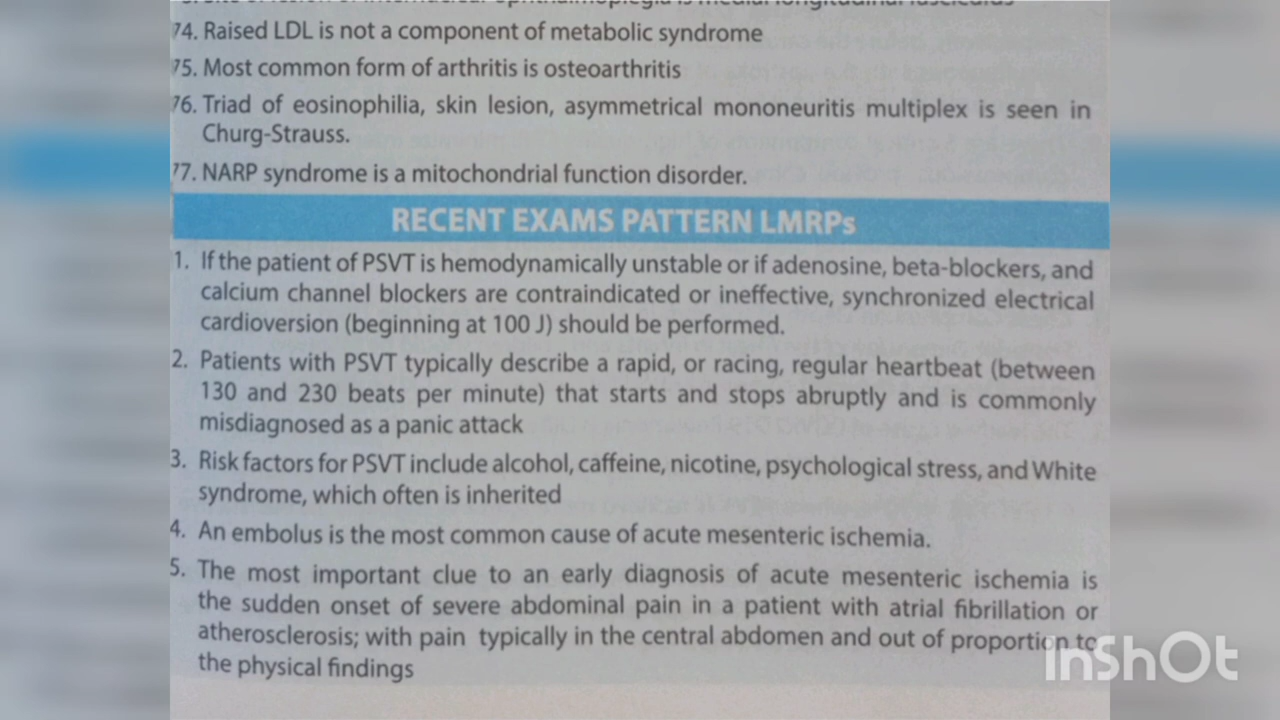 74. Raised LDL is not a component of metabolic syndrome
75. Most common form of arthritis is osteoarthritis
76. Triad of eosinophilia, skin lesion, asymmetrical mononeuritis multiplex is seen in
Churg-Strauss.
77. NARP syndrome is a mitochondrial function disorder.
RECENT EXAMS PATTERN LMRPs
1. If the patient of PSVT is hemodynamically unstable or if adenosine, beta-blockers, and
calcium channel blockers are contraindicated or ineffective, synchronized electrical
cardioversion (beginning at 100 J) should be performed.
2. Patients with PSVT typically describe a rapid, or racing, regular heartbeat (between
130 and 230 beats per minute) that starts and stops abruptly and is commonly
misdiagnosed as a panic attack
3. Risk factors for PSVT include alcohol, caffeine, nicotine, psychological stress, and White
syndrome, which often is inherited
4. An embolus is the most common cause of acute mesenteric ischemia.
5. The most important clue to an early diagnosis of acute mesenteric ischemia is
the sudden onset of severe abdominal pain in a patient with atrial fibrillation or
atherosclerosis; with pain typically in the central abdomen and out of proportion to
the physical findings
InShOt